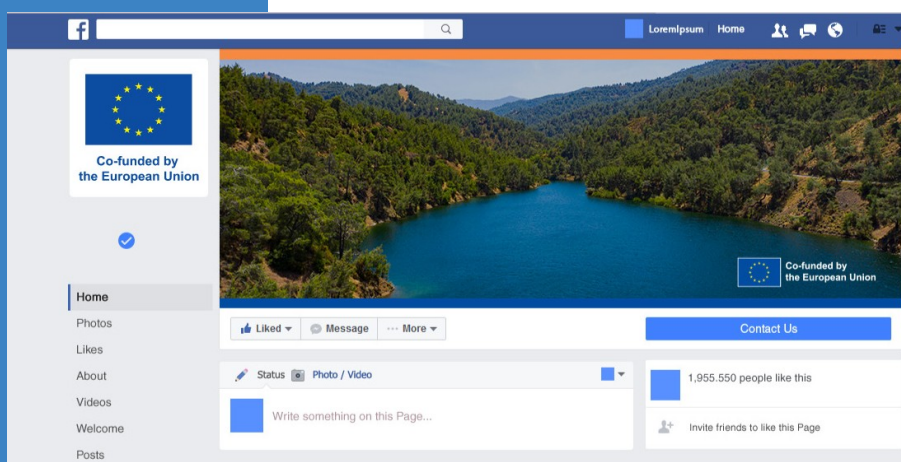 f
LoremIpsum Home
Co-funded by
the European Union
Co-funded by
the European Union
Home
Photos
Likes
About
Videos
Welcome
Posts
Liked
Message
··· More
Contact Us
Status
Photo / Video
Write something on this Page...
1,955.550 people like this
Invite friends to like this Page